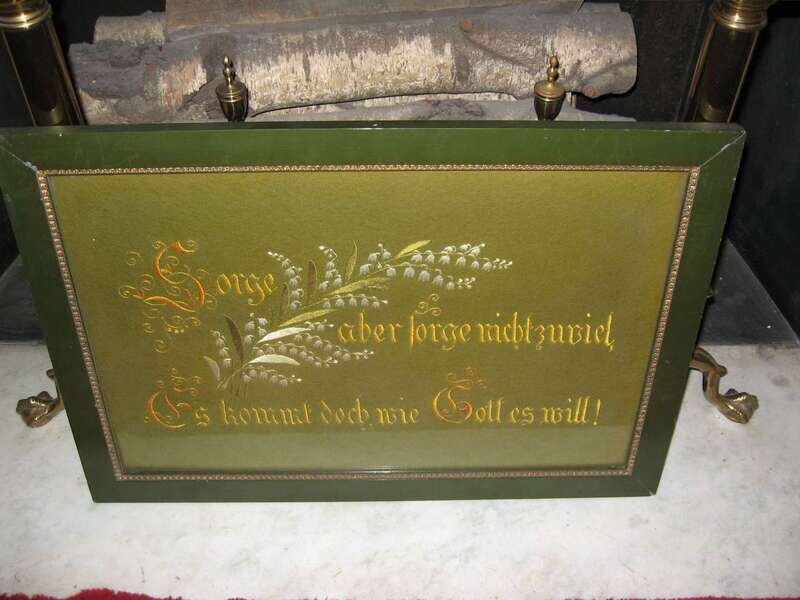 Sorge
aber sorge nicht zuviel,
Es kommt doch wie Gott es will!